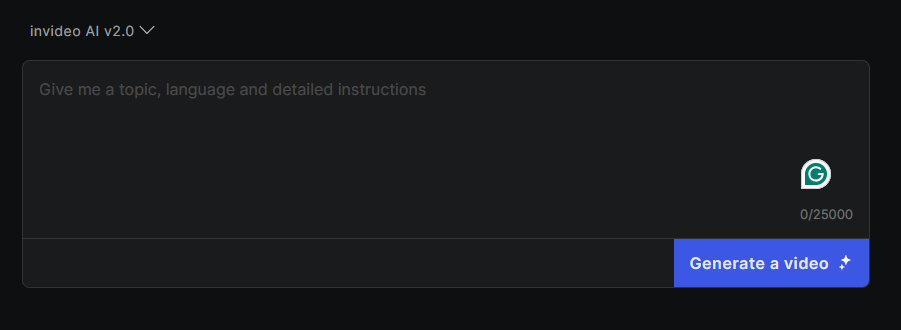 invideo AI v2.0
Give me a topic, language and detailed instructions
G
0/25000
Generate a video